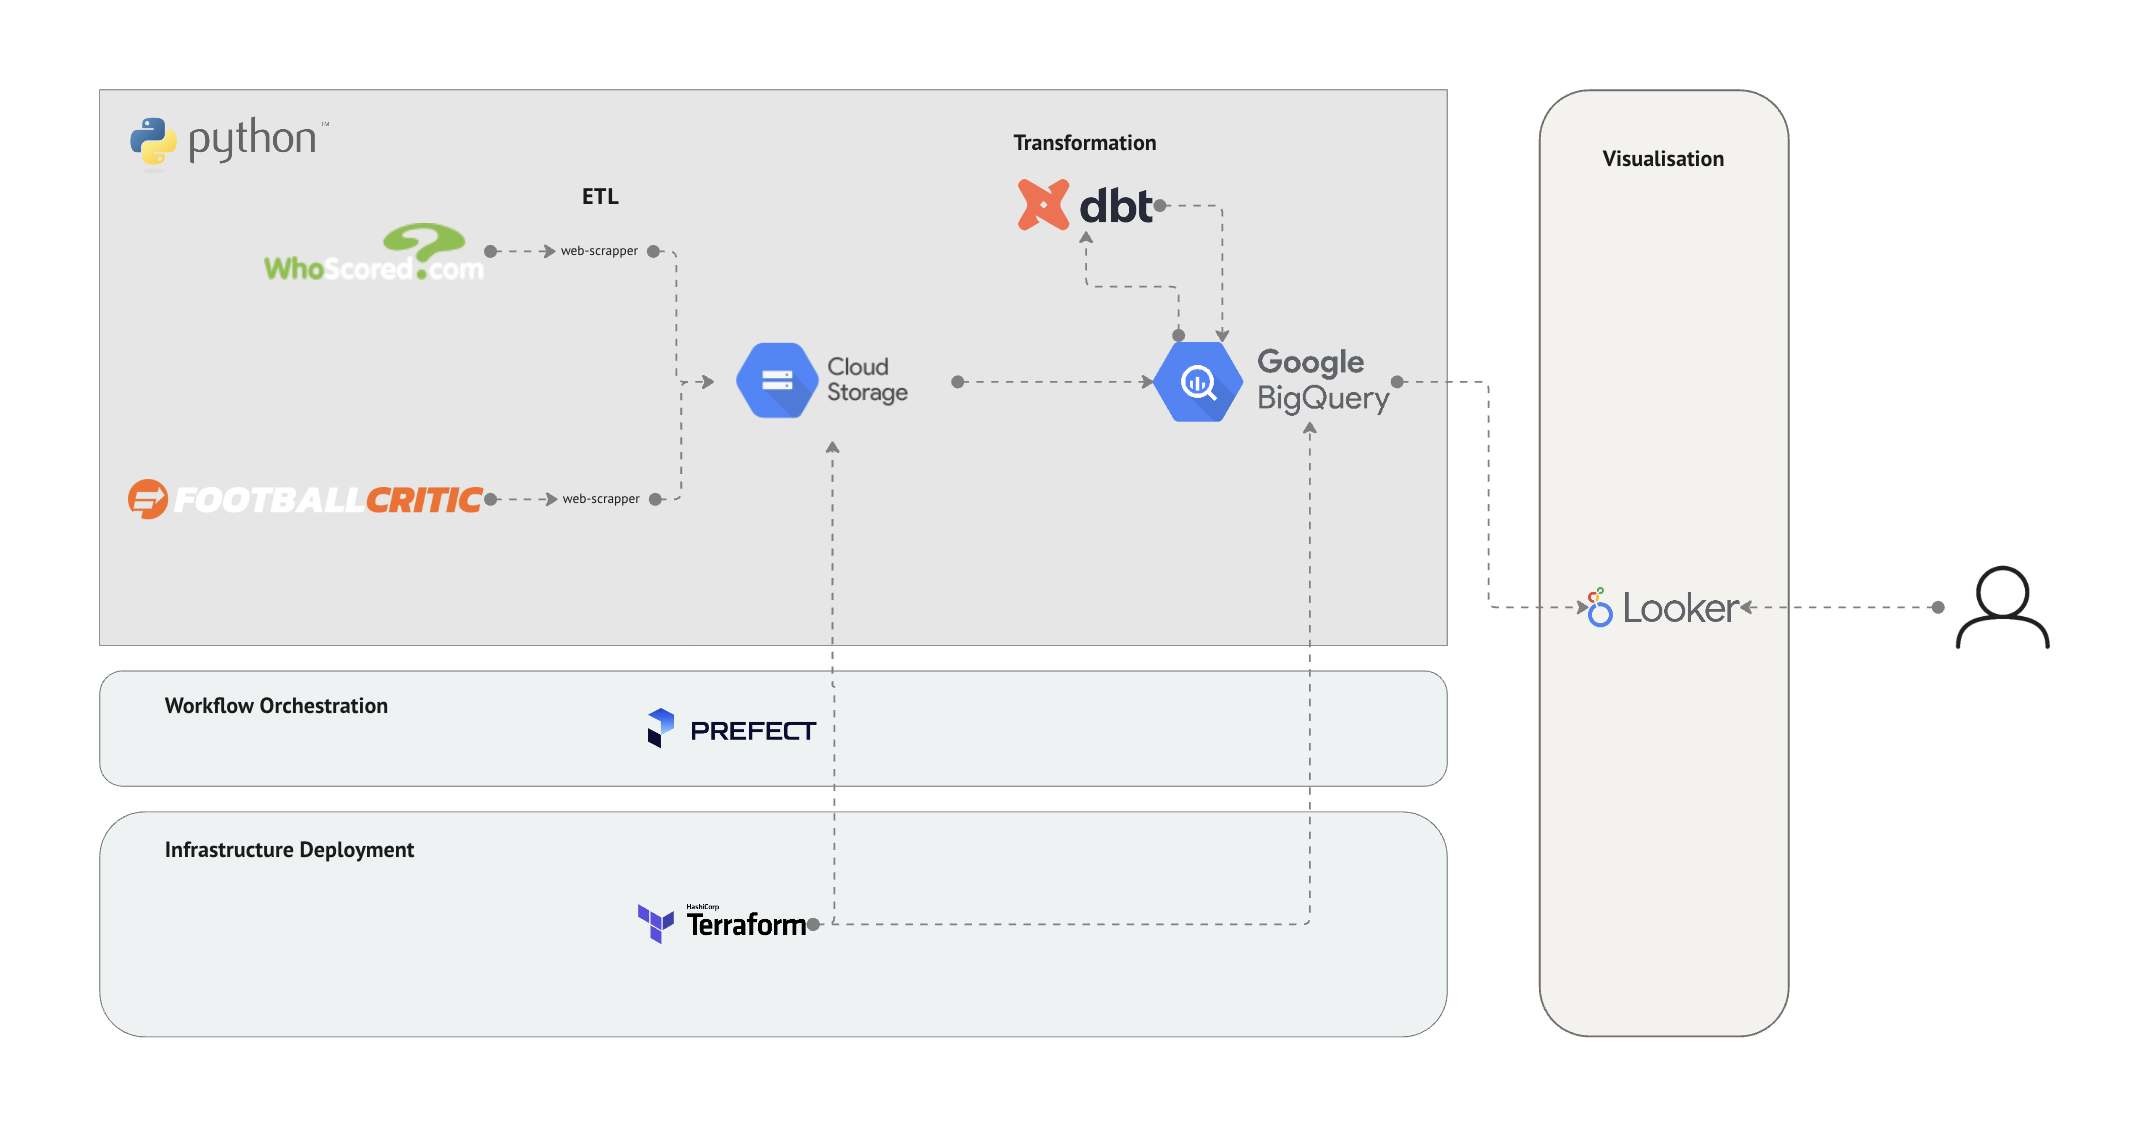 python™
Transformation
Visualisation
ETL
dbt
WhoScored.com
web-scrapper
Cloud
Storage
Google
BigQuery
FOOTBALLCRITIC
web-scrapper
Looker
Workflow Orchestration
PREFECT
Infrastructure Deployment
HashiCorp
Terraform